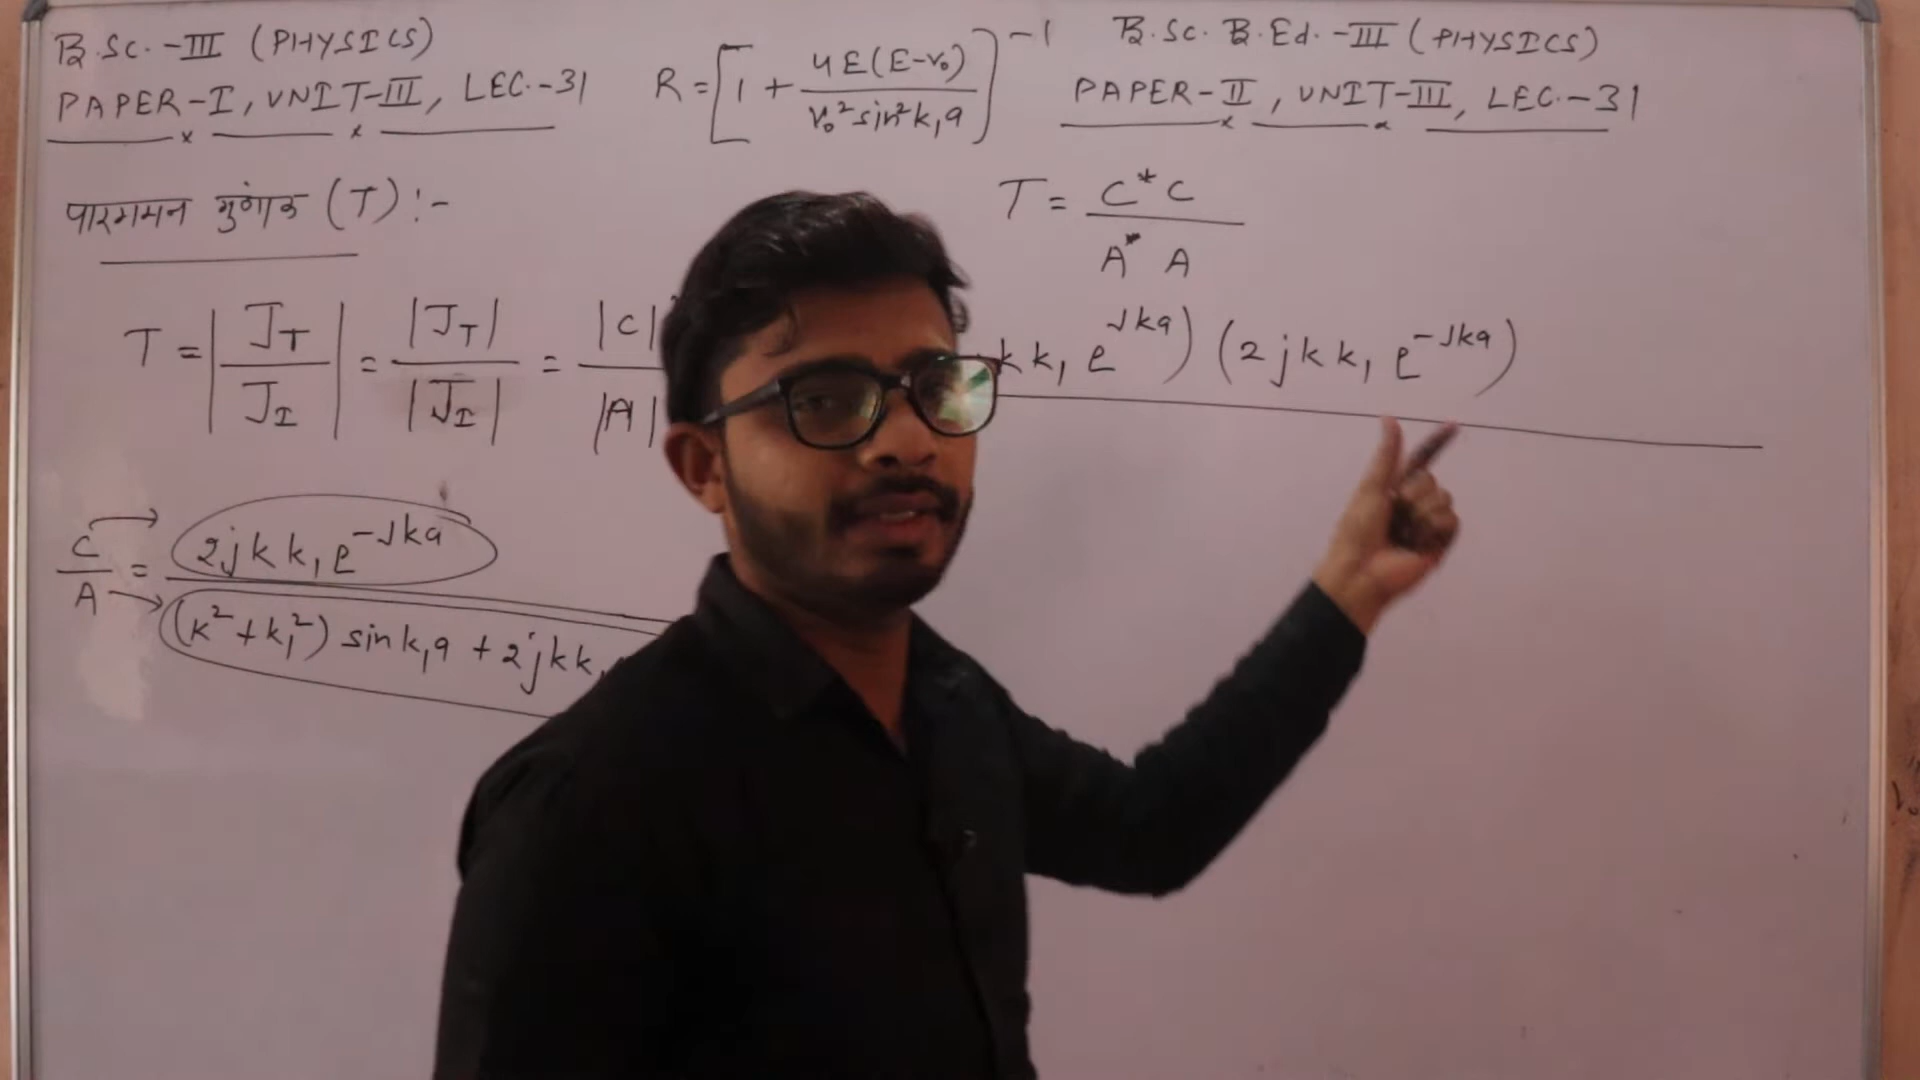 B.Sc.-III (PHYSICS)
PAPER-I, UNIT-III, LEC.-31
R = [1 + 4E(E-V₀) / V₀² sin² k₁a]⁻¹
B.Sc. B.Ed.-III (PHYSICS)
PAPER-II, UNIT-III, LEC.-31
पारगमन गुणांक (T) :-
T = |J_T / J_I| = |J_T| / |J_I| = |C| / |A|
C / A = 2jkk₁e^-jka / (k² + k₁²) sin k₁a + 2jkk₁
T = C* C / A* A
kk₁ e^jka) (2jkk₁ e^-jka)